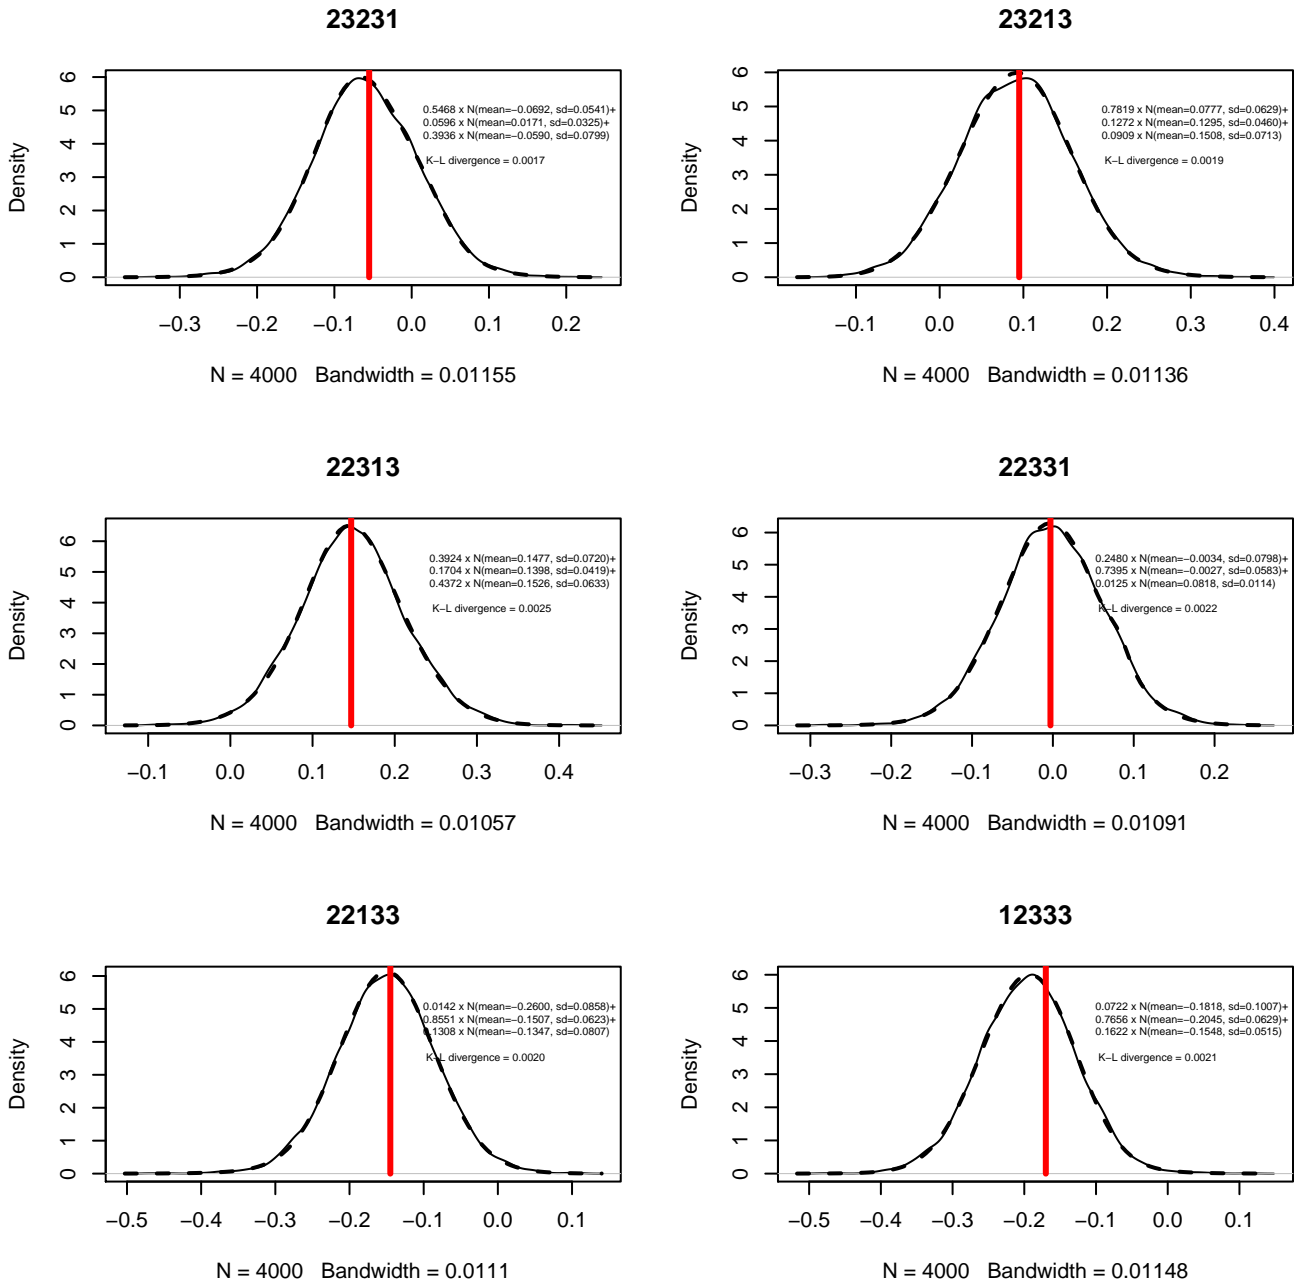 23231
Density
0 1 2 3 4 5 6
0.5468 x N(mean=−0.0692, sd=0.0541)+
0.0596 x N(mean=0.0171, sd=0.0325)+
0.3936 x N(mean=−0.0590, sd=0.0799)
K−L divergence = 0.0017
−0.3 −0.2 −0.1 0.0 0.1 0.2
N = 4000 Bandwidth = 0.01155
23213
Density
0 1 2 3 4 5 6
0.7819 x N(mean=0.0777, sd=0.0629)+
0.1272 x N(mean=0.1295, sd=0.0460)+
0.0909 x N(mean=0.1508, sd=0.0713)
K−L divergence = 0.0019
−0.1 0.0 0.1 0.2 0.3 0.4
N = 4000 Bandwidth = 0.01136
22313
Density
0 1 2 3 4 5 6
0.3924 x N(mean=0.1477, sd=0.0720)+
0.1704 x N(mean=0.1398, sd=0.0419)+
0.4372 x N(mean=0.1526, sd=0.0633)
K−L divergence = 0.0025
−0.1 0.0 0.1 0.2 0.3 0.4
N = 4000 Bandwidth = 0.01057
22331
Density
0 1 2 3 4 5 6
0.2480 x N(mean=−0.0034, sd=0.0798)+
0.7395 x N(mean=−0.0027, sd=0.0583)+
0.0125 x N(mean=0.0818, sd=0.0114)
K−L divergence = 0.0022
−0.3 −0.2 −0.1 0.0 0.1 0.2
N = 4000 Bandwidth = 0.01091
22133
Density
0 1 2 3 4 5 6
0.0142 x N(mean=−0.2600, sd=0.0858)+
0.8551 x N(mean=−0.1507, sd=0.0623)+
0.1308 x N(mean=−0.1347, sd=0.0807)
K−L divergence = 0.0020
−0.5 −0.4 −0.3 −0.2 −0.1 0.0 0.1
N = 4000 Bandwidth = 0.0111
12333
Density
0 1 2 3 4 5 6
0.0722 x N(mean=−0.1818, sd=0.1007)+
0.7656 x N(mean=−0.2045, sd=0.0629)+
0.1622 x N(mean=−0.1548, sd=0.0515)
K−L divergence = 0.0021
−0.5 −0.4 −0.3 −0.2 −0.1 0.0 0.1
N = 4000 Bandwidth = 0.01148